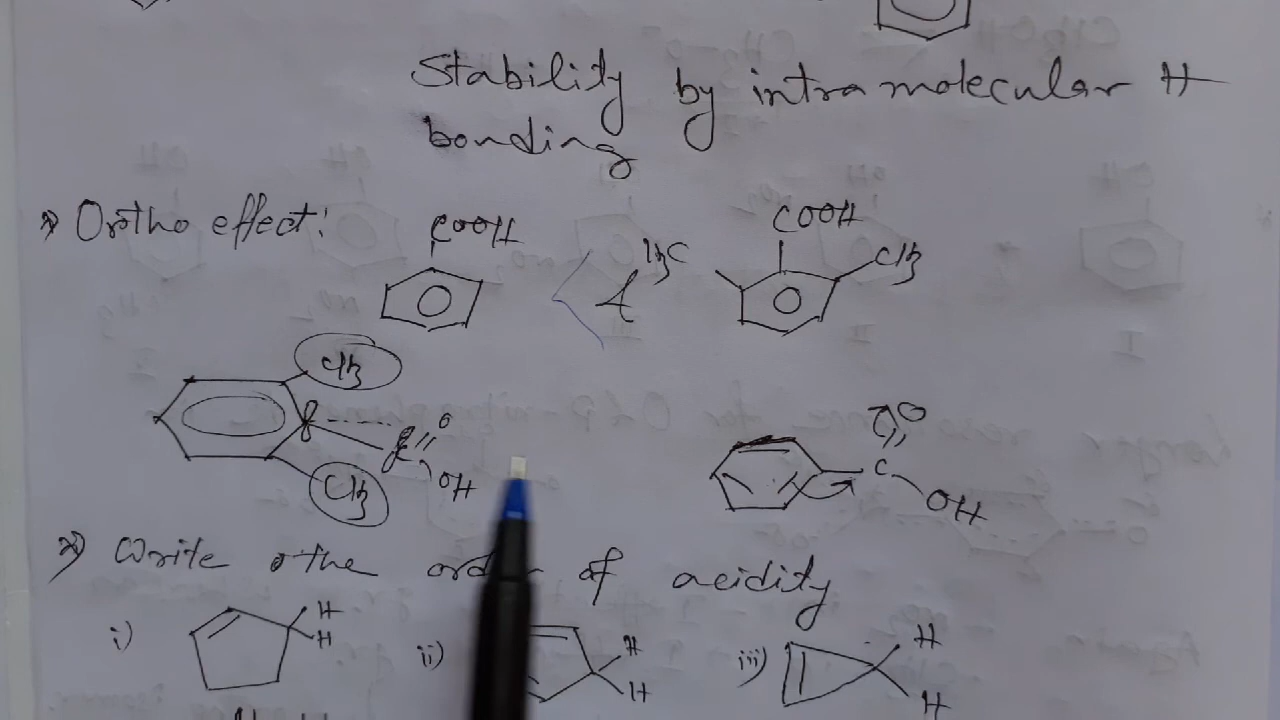 Stability by intra molecular H
bonding
Ortho effect:
COOH
H3C
COOH
CH3
CH3
O
OH
CH3
O
C
OH
Write the order of acidity
i)
H
H
ii)
H
H
iii)
H
H